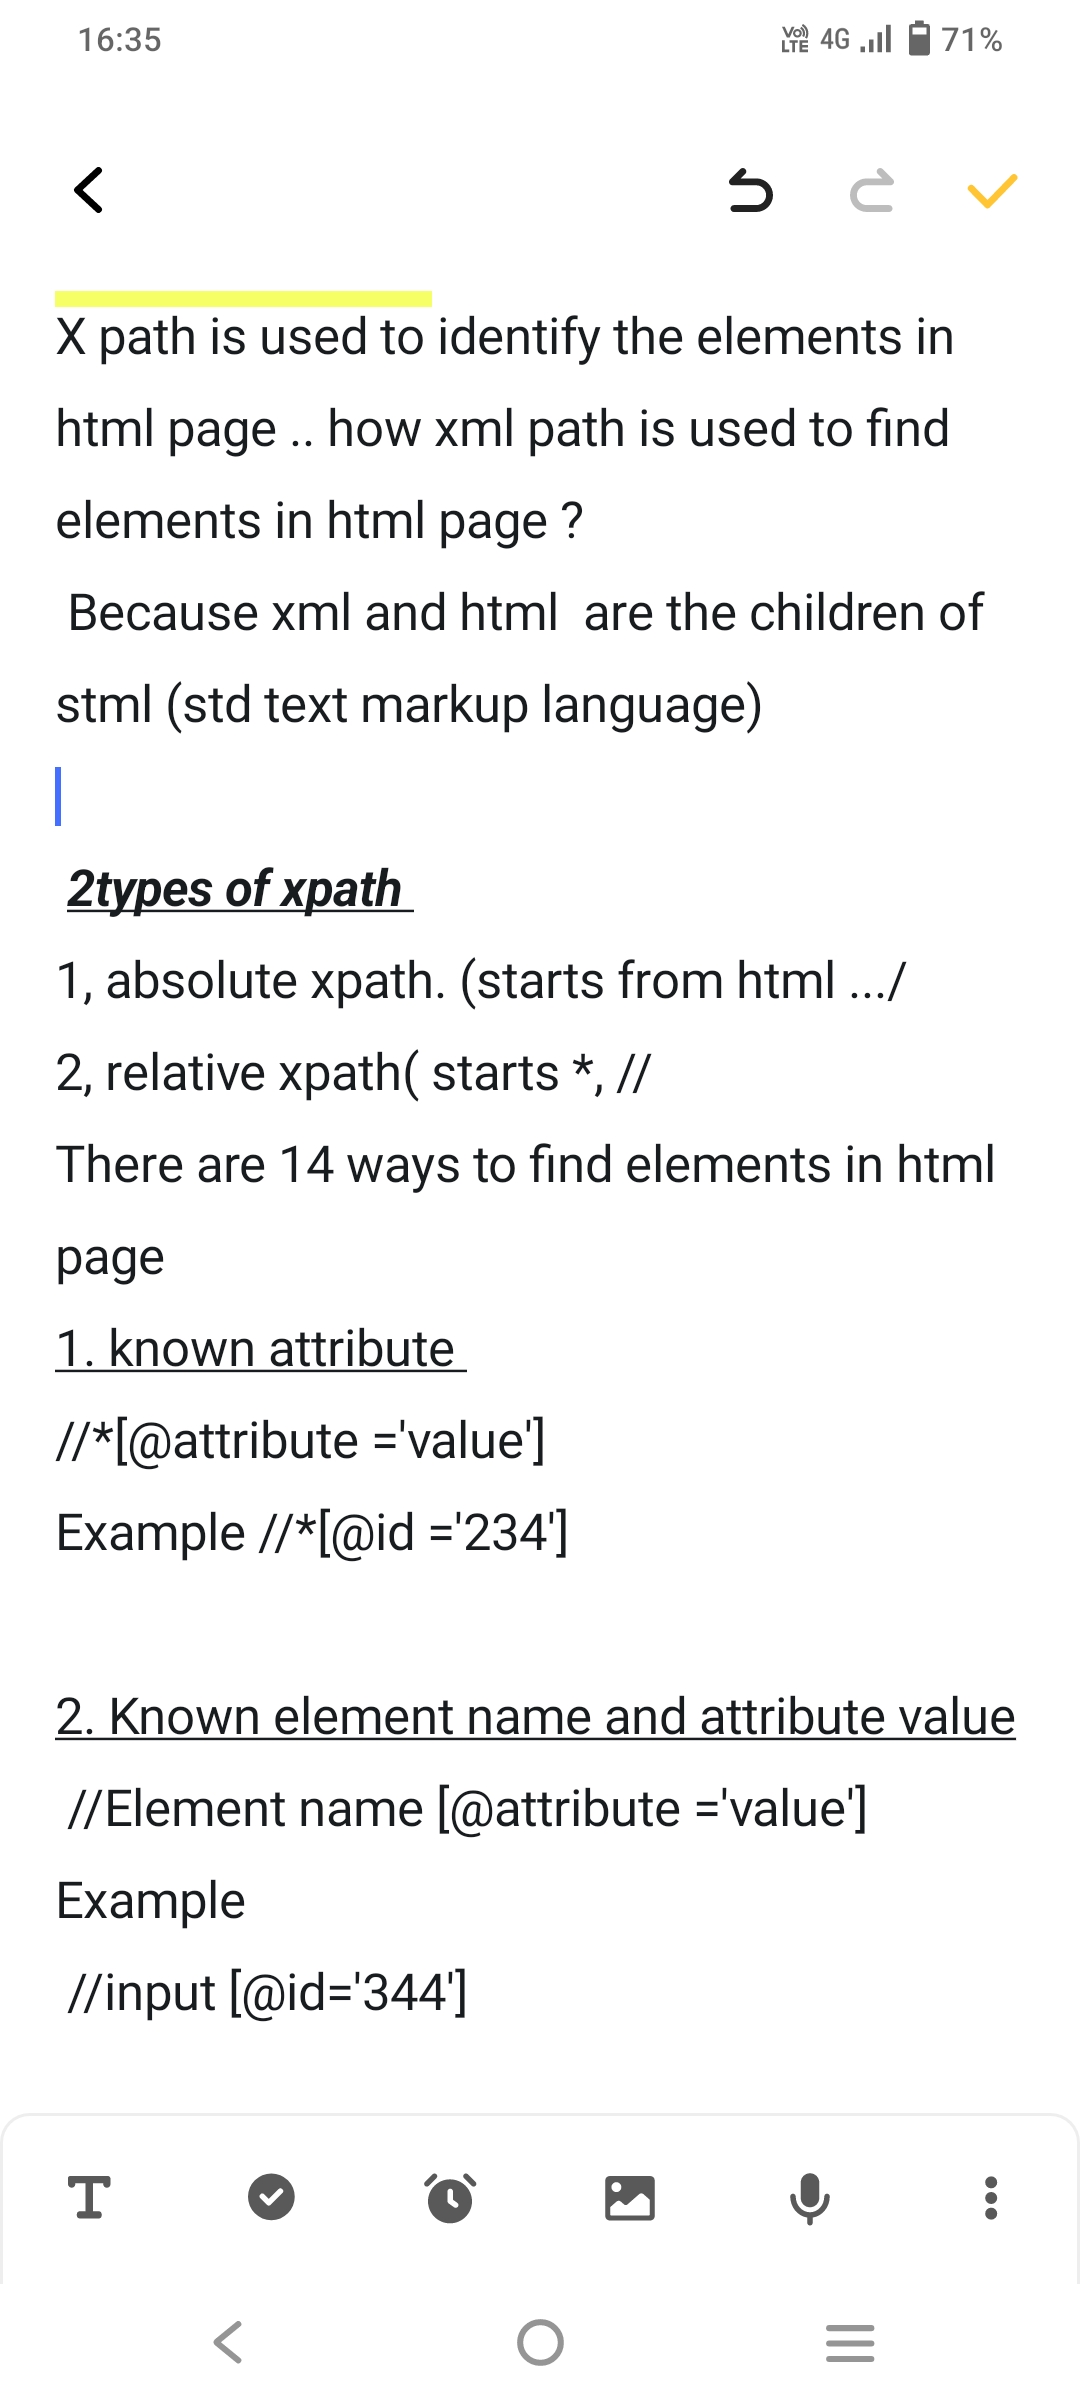 16:35
Vo)) LTE 4G 71%
X path is used to identify the elements in
html page .. how xml path is used to find
elements in html page ?
Because xml and html  are the children of
stml (std text markup language)
2types of xpath
1, absolute xpath. (starts from html .../
2, relative xpath( starts *, //
There are 14 ways to find elements in html
page
1. known attribute
//*[@attribute ='value']
Example //*[@id ='234']
2. Known element name and attribute value
//Element name [@attribute ='value']
Example
//input [@id='344']